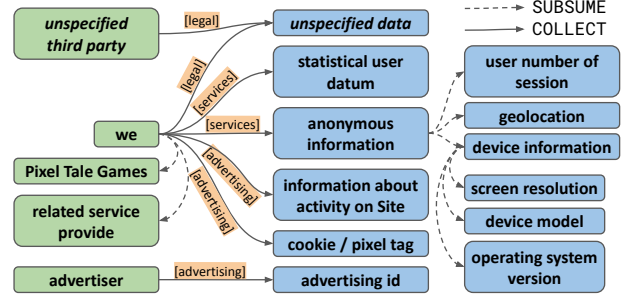 unspecified
third party
[legal]
unspecified data
SUBSUME
COLLECT
[legal]
statistical user
datum
user number of
session
[services]
we
[services]
anonymous
information
geolocation
device information
Pixel Tale Games
[advertising]
information about
activity on Site
screen resolution
related service
provide
[advertising]
device model
cookie / pixel tag
operating system
version
advertiser
[advertising]
advertising id